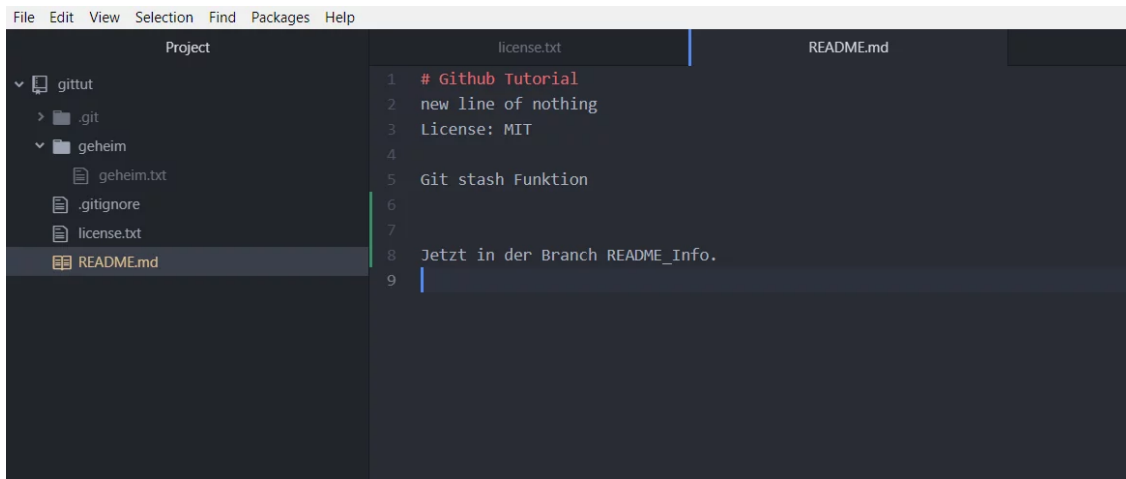 File Edit View Selection Find Packages Help
Project
license.txt
README.md
gittut
.git
geheim
geheim.txt
.gitignore
license.txt
README.md
1 # Github Tutorial
2 new line of nothing
3 License: MIT
4
5 Git stash Funktion
6
7
8 Jetzt in der Branch README_Info.
9